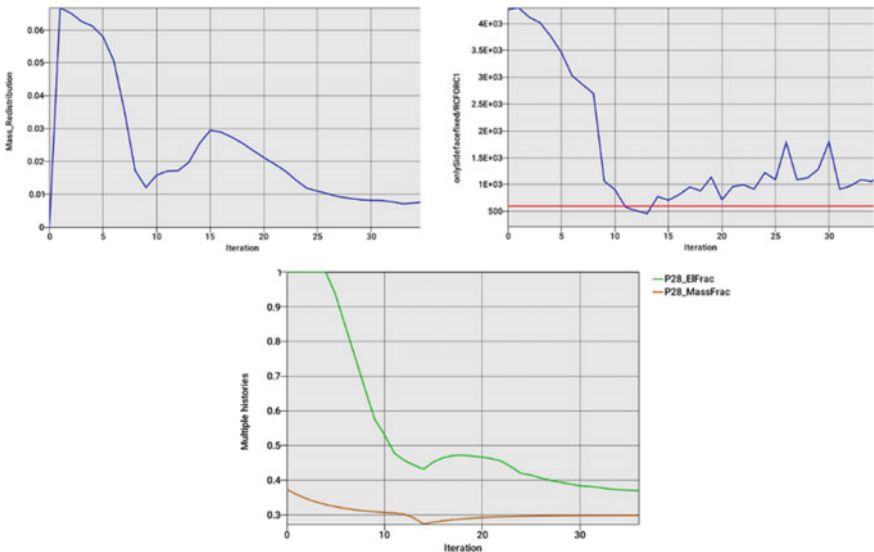 Mass_Redistribution
0.06
0.05
0.04
0.03
0.02
0.01
0
0
5
10
15
20
25
30
Iteration
onlySidefacefixed/RCFORC1
4E+03
3.5E+03
3E+03
2.5E+03
2E+03
1.5E+03
1E+03
500
0
5
10
15
20
25
30
Iteration
Multiple histories
1
0.9
0.8
0.7
0.6
0.5
0.4
0.3
0
10
20
30
Iteration
P28_ElFrac
P28_MassFrac